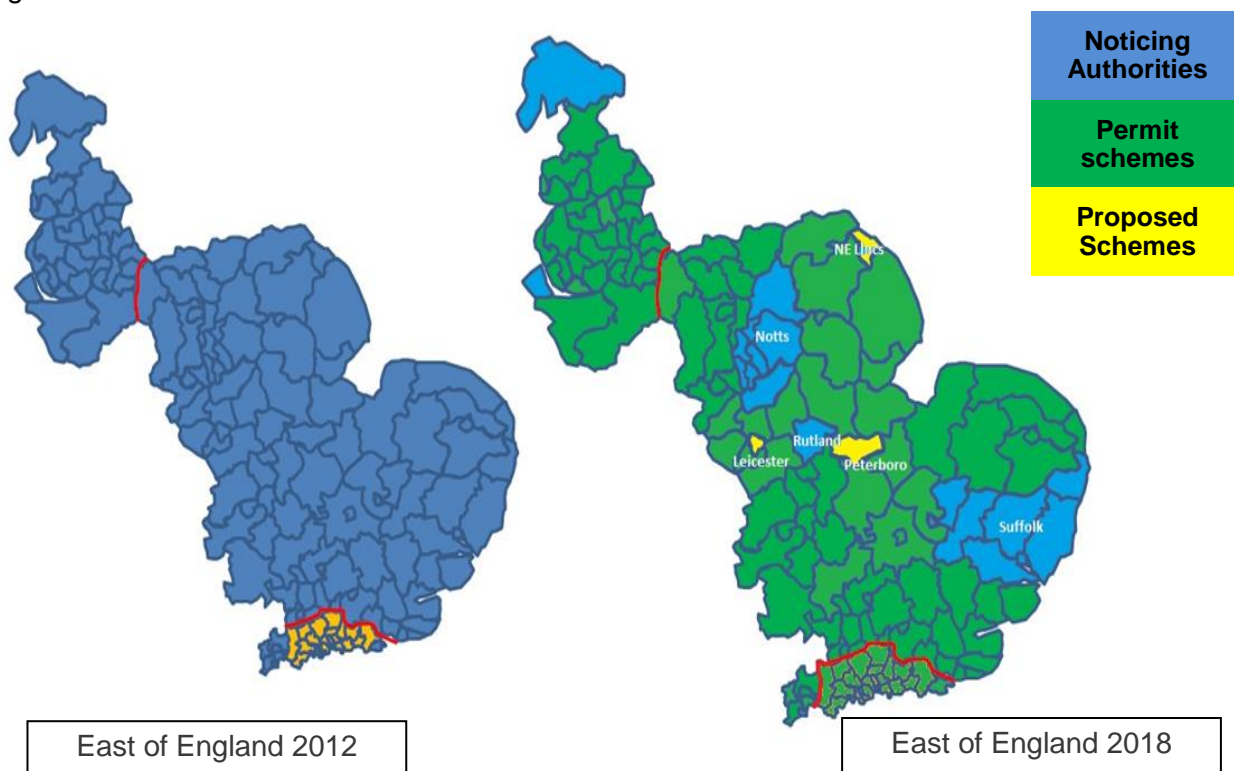 g
Noticing
Authorities
Permit
schemes
Proposed
Schemes
NE Lincs
Notts
Rutland
Leicester
Peterboro
Suffolk
East of England 2012
East of England 2018